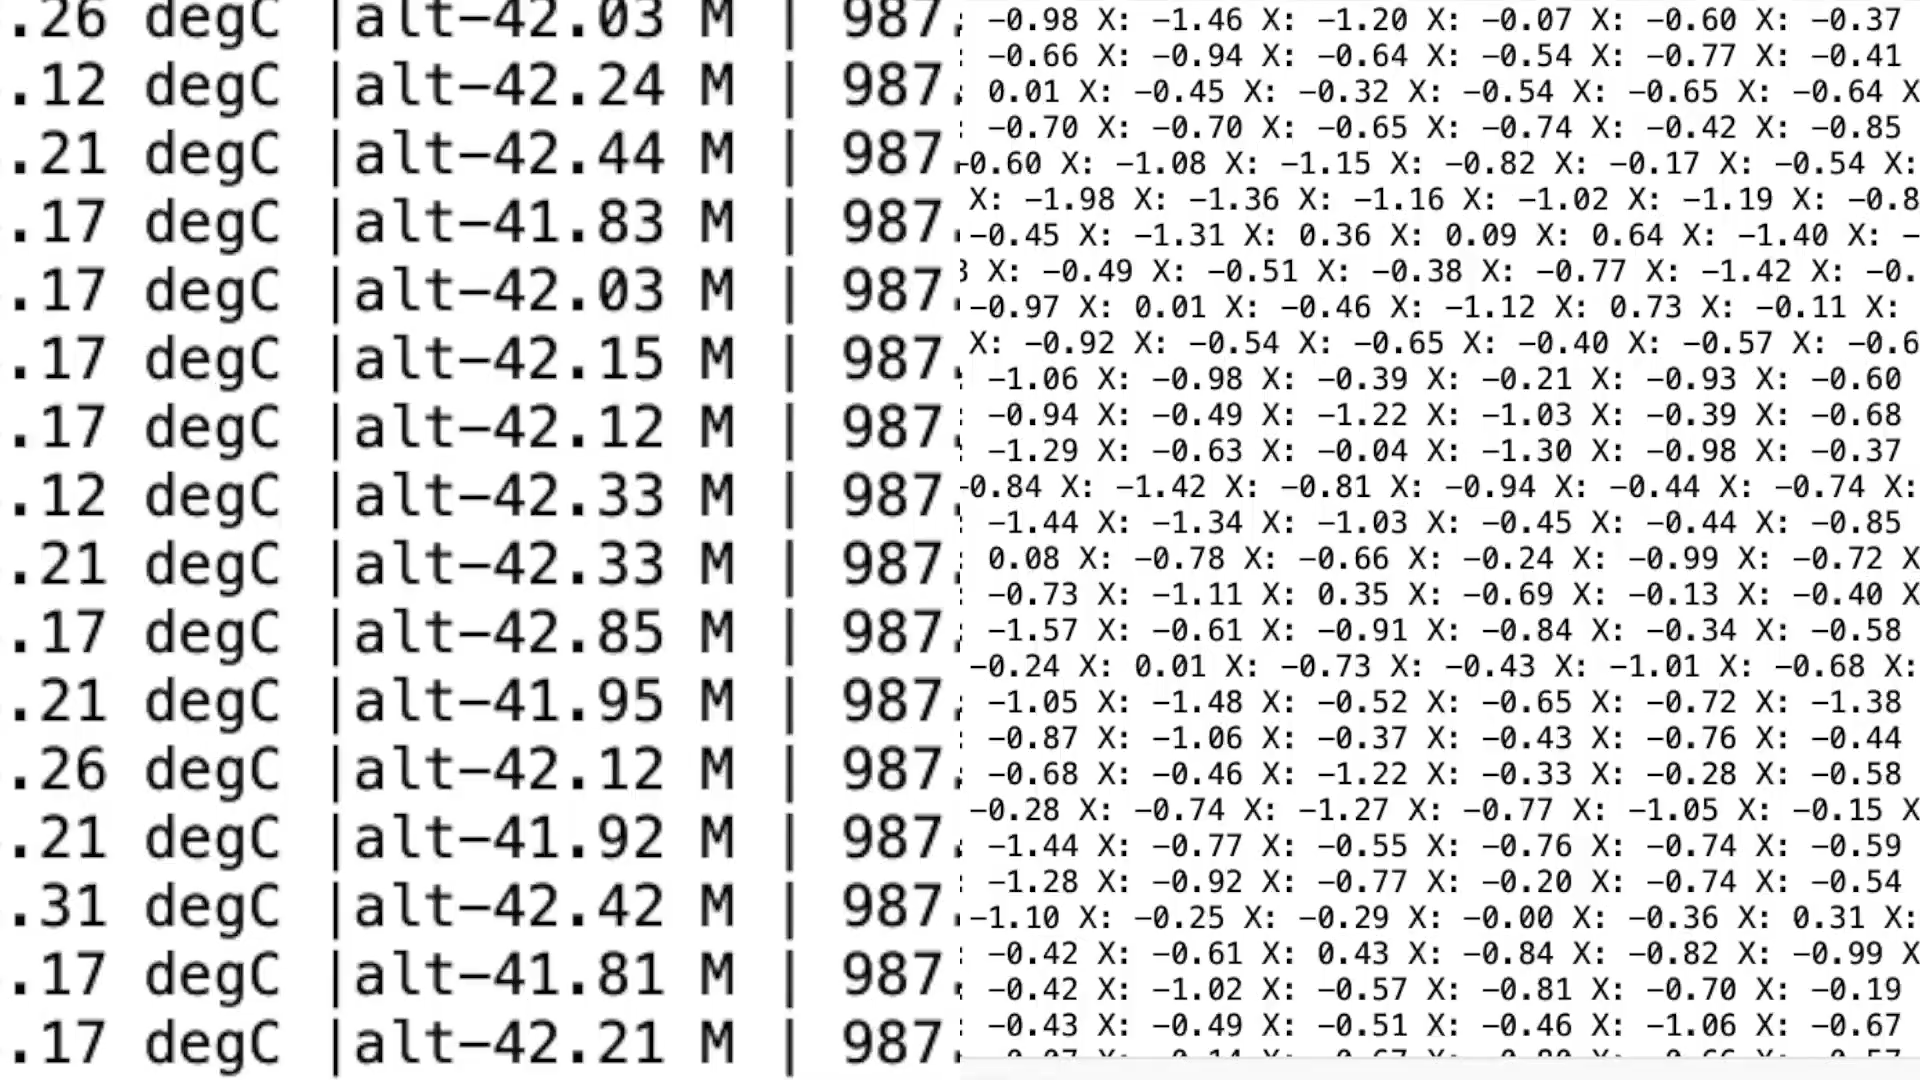 .26 degC |alt-42.03 M | 987.
.12 degC |alt-42.24 M | 987.
.21 degC |alt-42.44 M | 987.
.17 degC |alt-41.83 M | 987.
.17 degC |alt-42.03 M | 987.
.17 degC |alt-42.15 M | 987.
.17 degC |alt-42.12 M | 987.
.12 degC |alt-42.33 M | 987.
.21 degC |alt-42.33 M | 987.
.17 degC |alt-42.85 M | 987.
.21 degC |alt-41.95 M | 987.
.26 degC |alt-42.12 M | 987.
.21 degC |alt-41.92 M | 987.
.31 degC |alt-42.42 M | 987.
.17 degC |alt-41.81 M | 987.
.17 degC |alt-42.21 M | 987.
: -0.98 X: -1.46 X: -1.20 X: -0.07 X: -0.60 X: -0.37
: -0.66 X: -0.94 X: -0.64 X: -0.54 X: -0.77 X: -0.41
: 0.01 X: -0.45 X: -0.32 X: -0.54 X: -0.65 X: -0.64 X
: -0.70 X: -0.70 X: -0.65 X: -0.74 X: -0.42 X: -0.85
-0.60 X: -1.08 X: -1.15 X: -0.82 X: -0.17 X: -0.54 X:
X: -1.98 X: -1.36 X: -1.16 X: -1.02 X: -1.19 X: -0.8
-0.45 X: -1.31 X: 0.36 X: 0.09 X: 0.64 X: -1.40 X: -
3 X: -0.49 X: -0.51 X: -0.38 X: -0.77 X: -1.42 X: -0.
-0.97 X: 0.01 X: -0.46 X: -1.12 X: 0.73 X: -0.11 X:
X: -0.92 X: -0.54 X: -0.65 X: -0.40 X: -0.57 X: -0.6
: -1.06 X: -0.98 X: -0.39 X: -0.21 X: -0.93 X: -0.60
: -0.94 X: -0.49 X: -1.22 X: -1.03 X: -0.39 X: -0.68
: -1.29 X: -0.63 X: -0.04 X: -1.30 X: -0.98 X: -0.37
-0.84 X: -1.42 X: -0.81 X: -0.94 X: -0.44 X: -0.74 X:
: -1.44 X: -1.34 X: -1.03 X: -0.45 X: -0.44 X: -0.85
: 0.08 X: -0.78 X: -0.66 X: -0.24 X: -0.99 X: -0.72 X
: -0.73 X: -1.11 X: 0.35 X: -0.69 X: -0.13 X: -0.40 X
: -1.57 X: -0.61 X: -0.91 X: -0.84 X: -0.34 X: -0.58
-0.24 X: 0.01 X: -0.73 X: -0.43 X: -1.01 X: -0.68 X:
: -1.05 X: -1.48 X: -0.52 X: -0.65 X: -0.72 X: -1.38
: -0.87 X: -1.06 X: -0.37 X: -0.43 X: -0.76 X: -0.44
: -0.68 X: -0.46 X: -1.22 X: -0.33 X: -0.28 X: -0.58
-0.28 X: -0.74 X: -1.27 X: -0.77 X: -1.05 X: -0.15 X
: -1.44 X: -0.77 X: -0.55 X: -0.76 X: -0.74 X: -0.59
: -1.28 X: -0.92 X: -0.77 X: -0.20 X: -0.74 X: -0.54
-1.10 X: -0.25 X: -0.29 X: -0.00 X: -0.36 X: 0.31 X:
: -0.42 X: -0.61 X: 0.43 X: -0.84 X: -0.82 X: -0.99 X
: -0.42 X: -1.02 X: -0.57 X: -0.81 X: -0.70 X: -0.19
: -0.43 X: -0.49 X: -0.51 X: -0.46 X: -1.06 X: -0.67